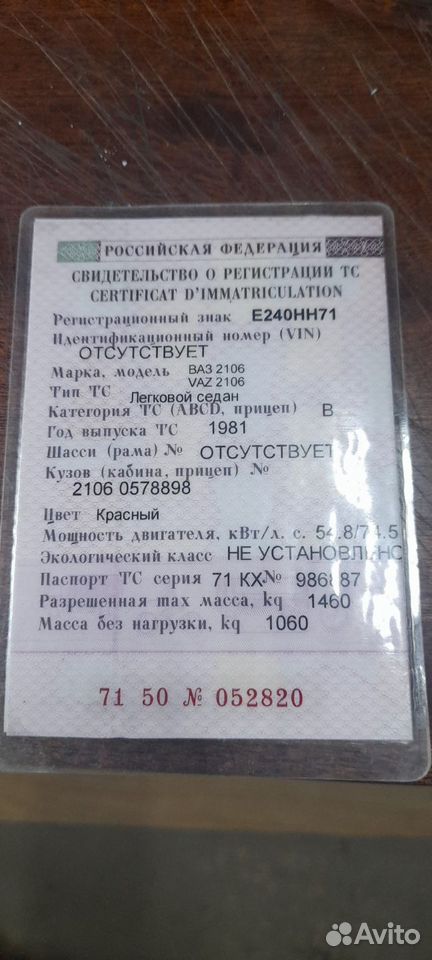 РОССИЙСКАЯ ФЕДЕРАЦИЯ
СВИДЕТЕЛЬСТВО О РЕГИСТРАЦИИ ТС
CERTIFICAT D'IMMATRICULATION
Регистрационный знак Е240НН71
Идентификационный номер (VIN)
ОТСУТСТВУЕТ
Марка, модель ВАЗ 2106
VAZ 2106
Тип ТС Легковой седан
Категория ТС (ABCD, прицеп) B
Год выпуска ТС 1981
Шасси (рама) № ОТСУТСТВУЕТ
Кузов (кабина, прицеп) №
2106 0578898
Цвет Красный
Мощность двигателя, кВт/л. с. 54.8/74.5
Экологический класс НЕ УСТАНОВЛЕНО
Паспорт ТС серия 71 КХ №
Разрешенная max масса, kg 1460
Масса без нагрузки, kg 1060
71 50 № 052820
Avito